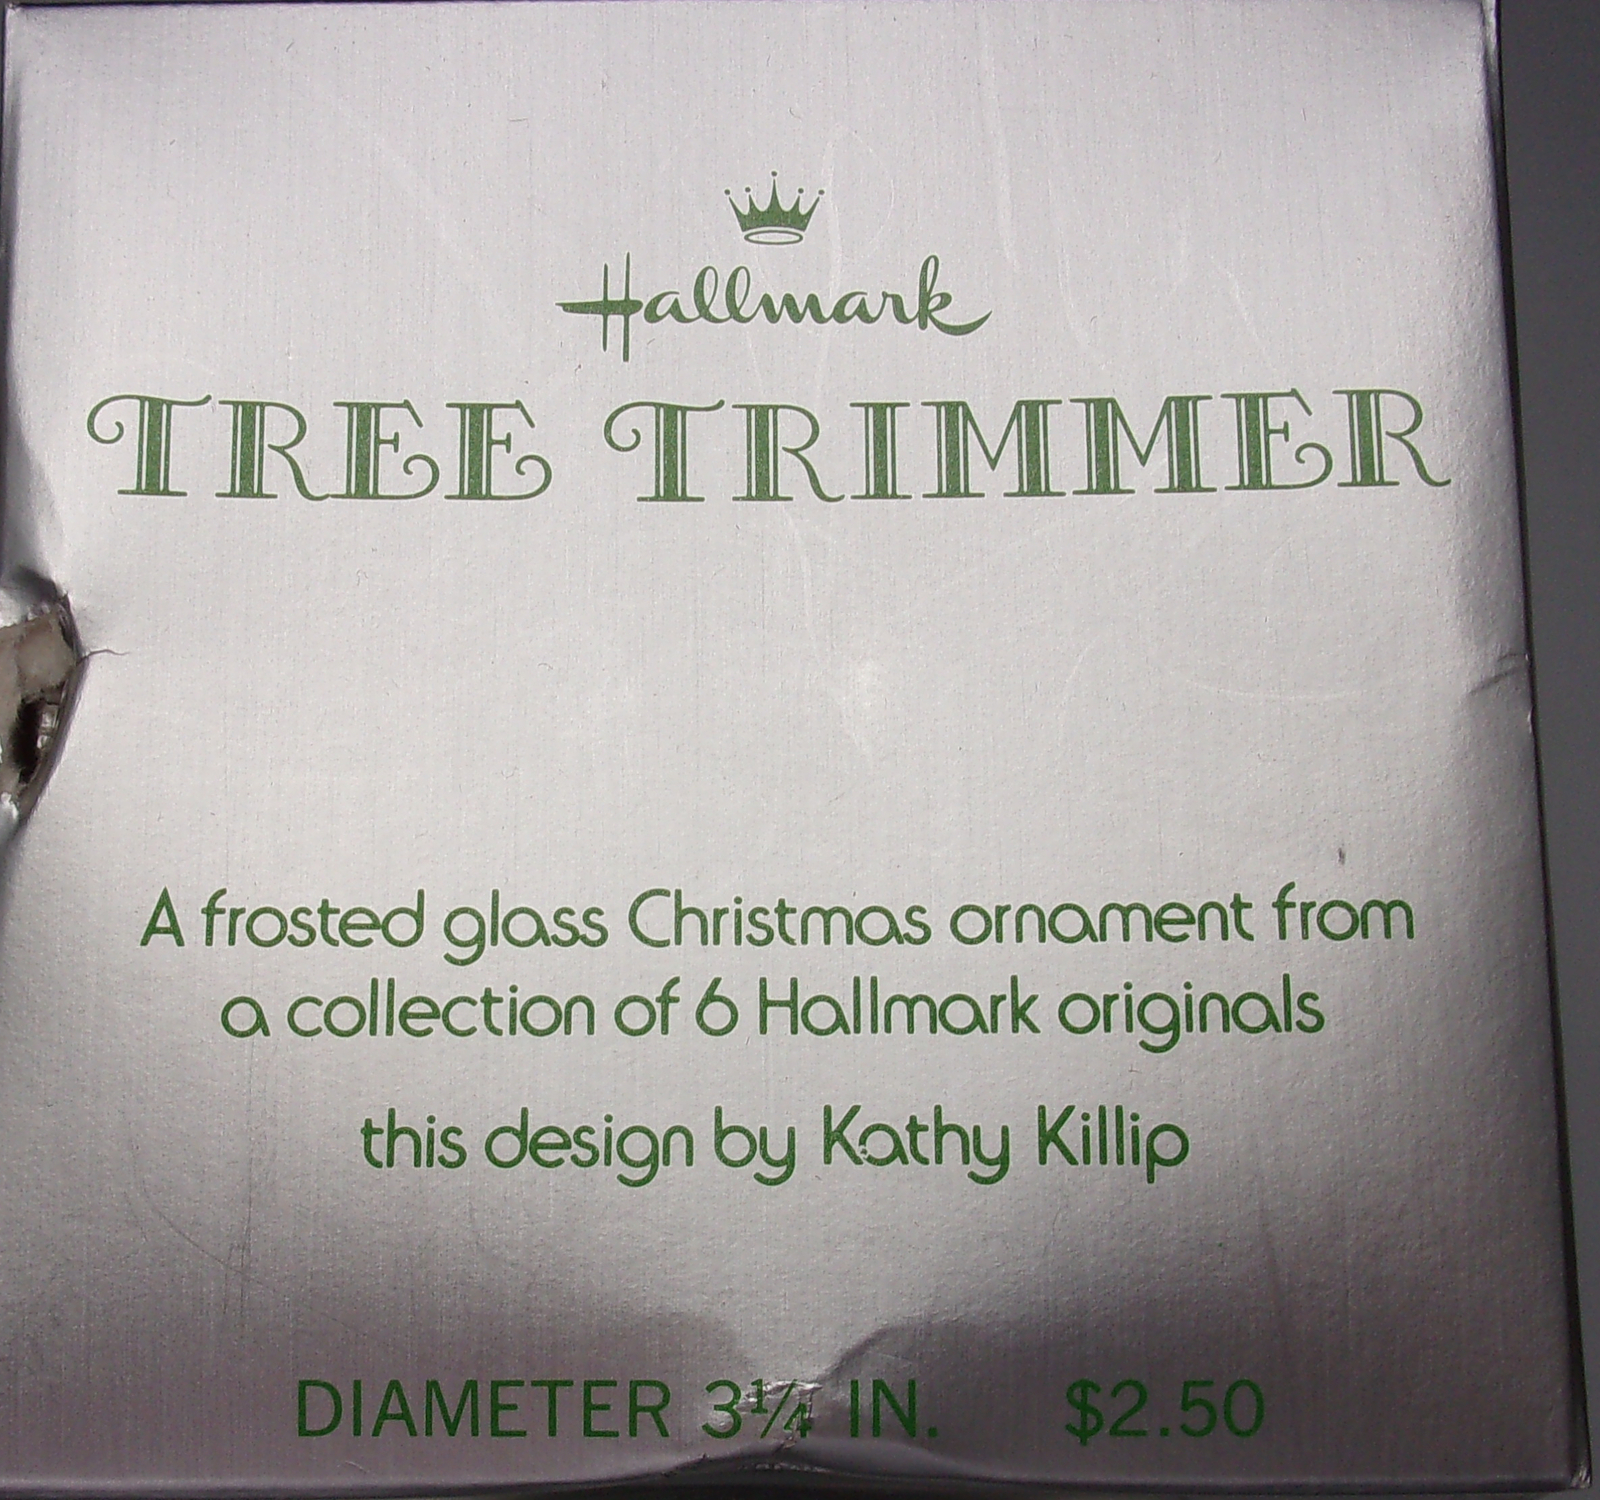 Hallmark
TREE TRIMMER
A frosted glass Christmas ornament from
a collection of 6 Hallmark originals
this design by Kathy Killip
DIAMETER 3¼ IN. $2.50